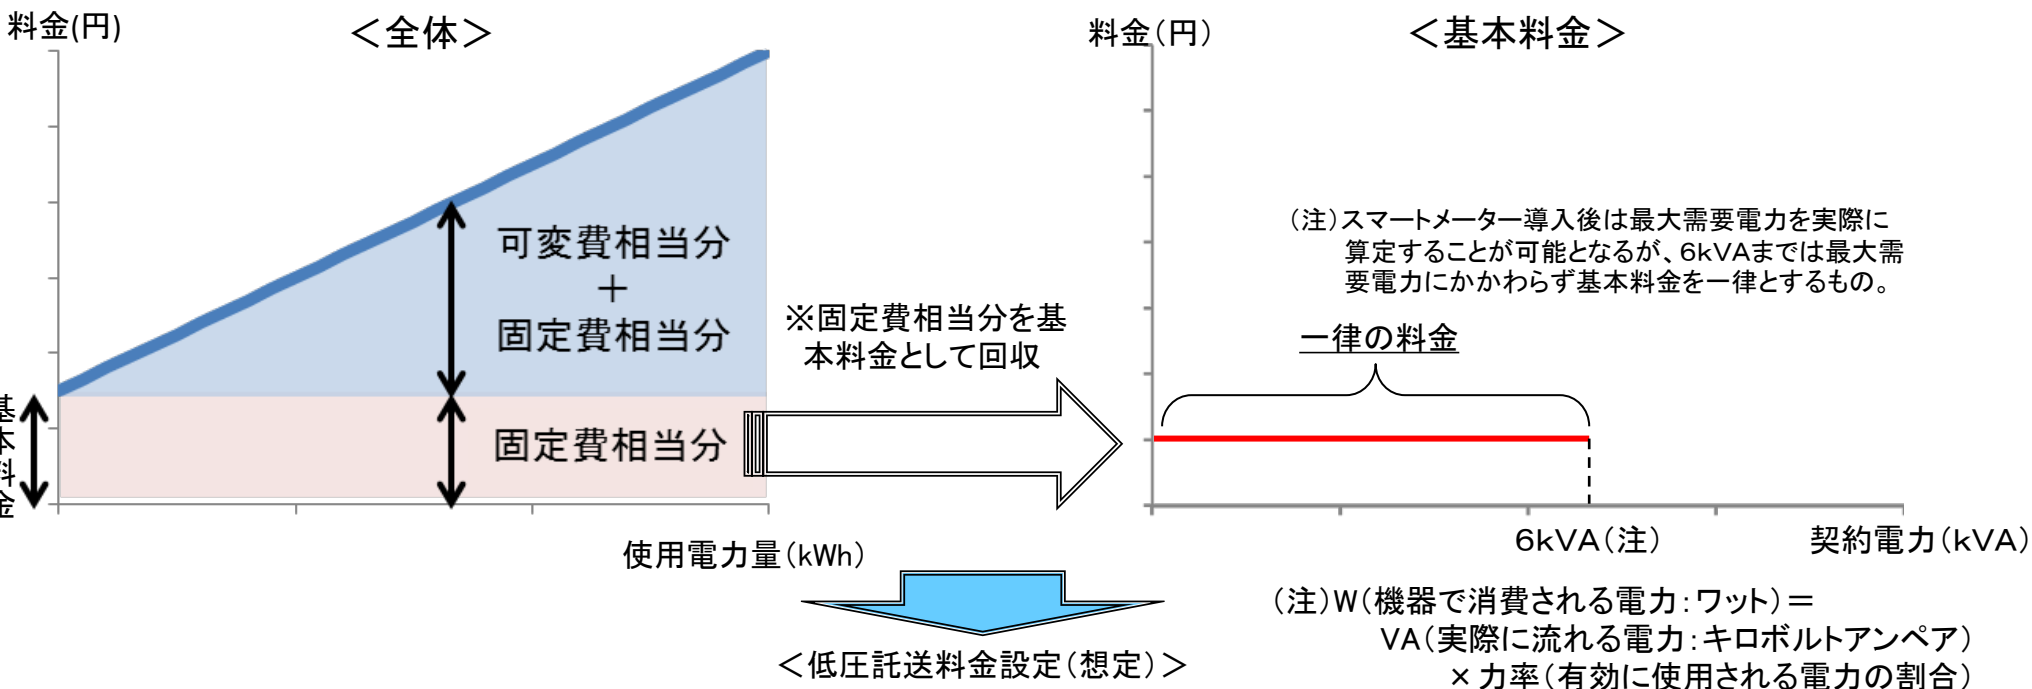 料金(円)
＜全体＞
可変費相当分
＋
固定費相当分
固定費相当分
基本料金
使用電力量(kWh)
※固定費相当分を基
本料金として回収
料金(円)
＜基本料金＞
(注)スマートメーター導入後は最大需要電力を実際に
算定することが可能となるが、6kVAまでは最大需
要電力にかかわらず基本料金を一律とするもの。
一律の料金
6kVA(注)
契約電力(kVA)
(注)W(機器で消費される電力:ワット)＝
VA(実際に流れる電力:キロボルトアンペア)
×力率(有効に使用される電力の割合)
＜低圧託送料金設定(想定)＞